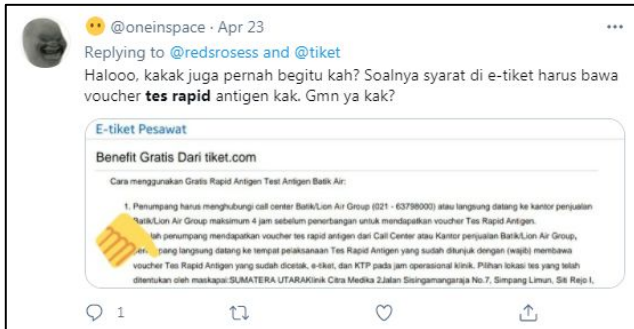 @oneinspace · Apr 23
Replying to @redsrosess and @tiket
Halooo, kakak juga pernah begitu kah? Soalnya syarat di e-tiket harus bawa
voucher tes rapid antigen kak. Gmn ya kak?
E-tiket Pesawat
Benefit Gratis Dari tiket.com
Cara menggunakan Gratis Rapid Antigen Test Antigen Batik Air:
1. Penumpang harus menghubungi call center Batik/Lion Air Group (021 - 63798000) atau langsung datang ke kantor penjualan
Batik/Lion Air Group maksimum 4 jam sebelum penerbangan untuk mendapatkan voucher Tes Rapid Antigen.
penumpang mendapatkan voucher tes rapid antigen dari Call Center atau Kantor penjualan Batik/Lion Air Group,
langsung datang ke tempat pelaksanaan Tes Rapid Antigen yang sudah ditunjuk dengan (wajib) membawa
voucher Tes Rapid Antigen yang sudah dicetak, e-tiket, dan KTP pada jam operasional klinik. Pilihan lokasi tes yang telah
ditentukan oleh maskapai:SUMATERA UTARAKlinik Citra Medika 2Jalan Sisingamangaraja No.7, Simpang Limun, Siti Rejo I,
1